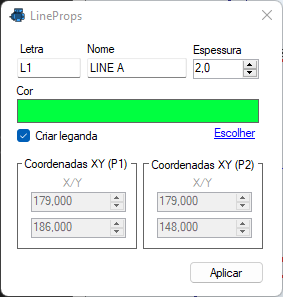 LineProps
Letra Nome Espessura
L1 LINE A 2,0
Cor
Criar leganda Escolher
Coordenadas XY (P1) Coordenadas XY (P2)
X/Y X/Y
179,000 179,000
186,000 148,000
Aplicar